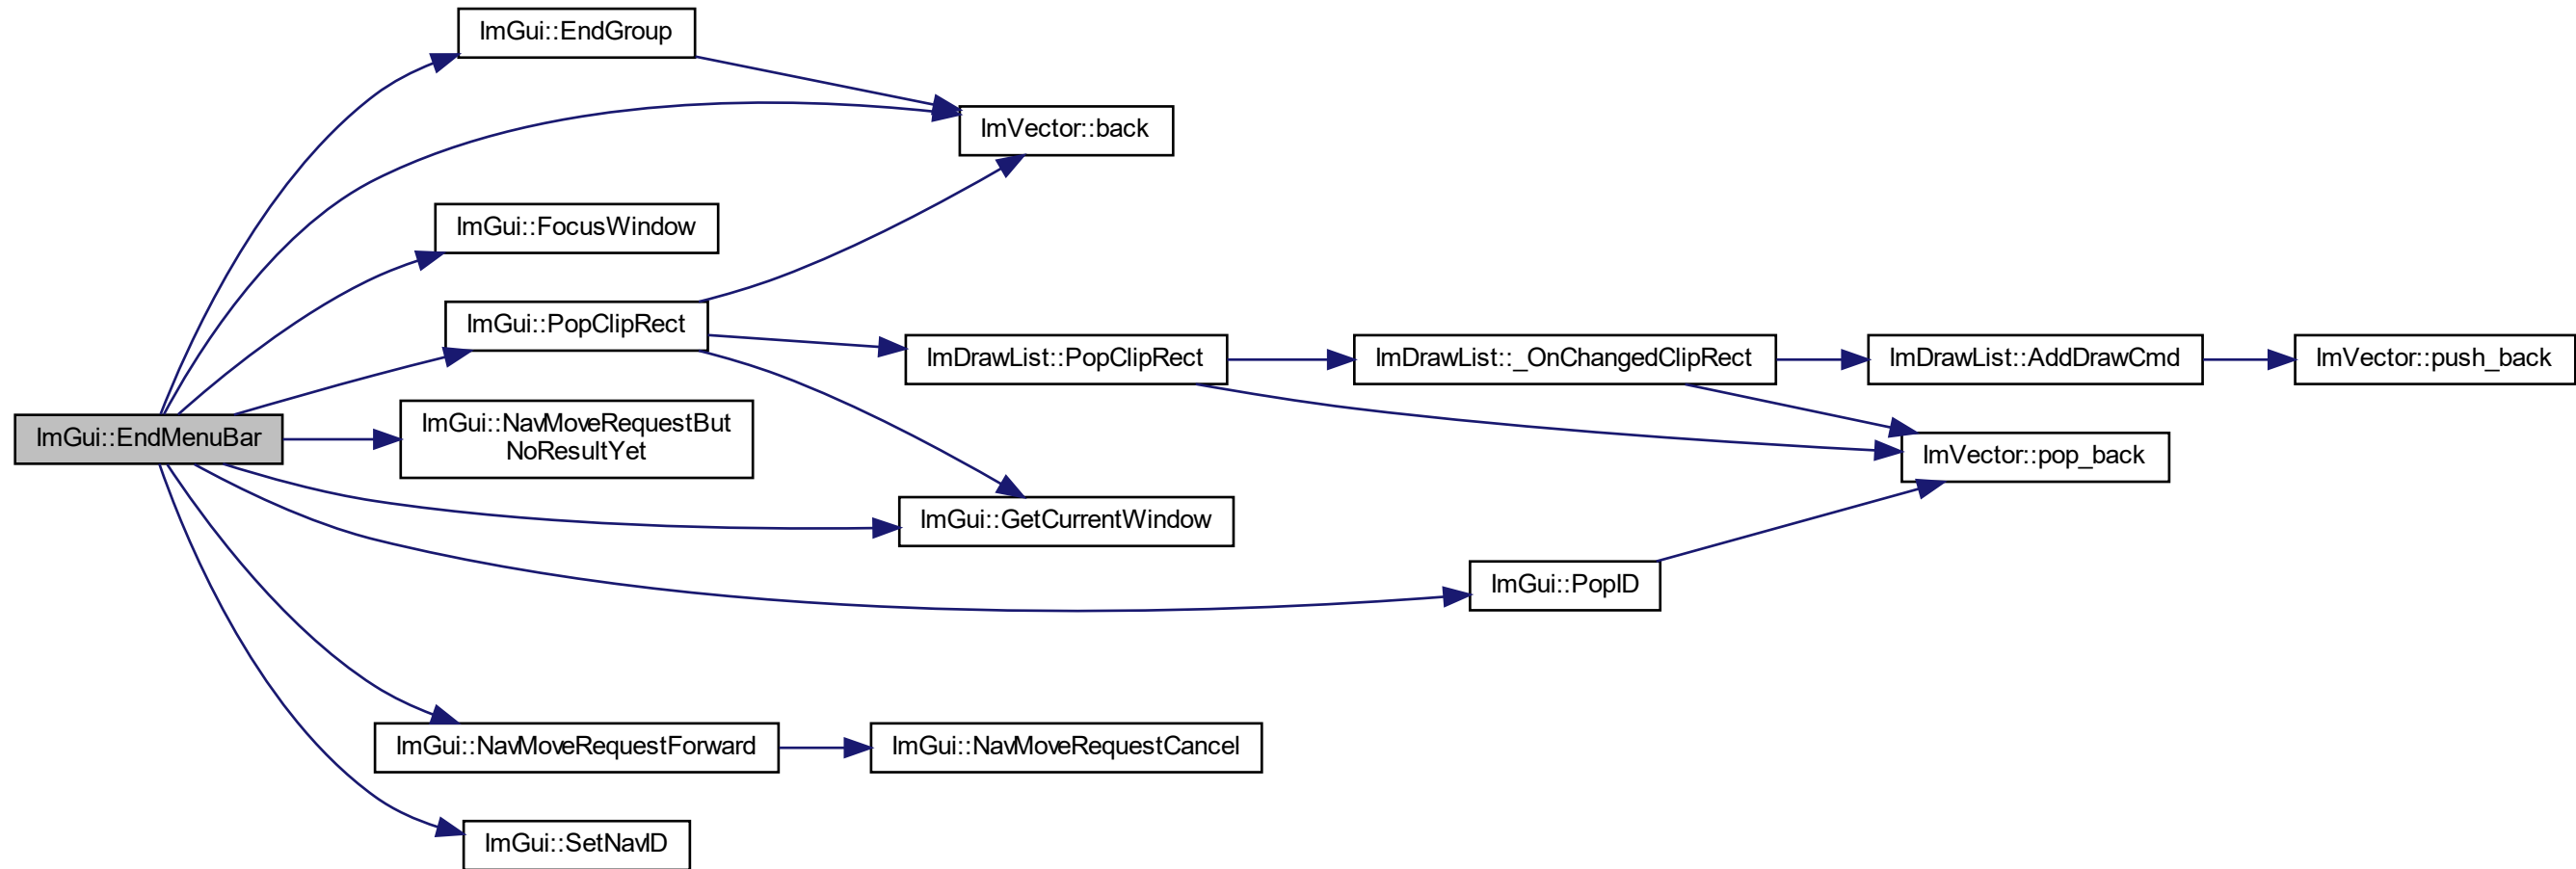 ImGui::EndGroup
ImVector::back
ImGui::FocusWindow
ImGui::PopClipRect
ImDrawList::PopClipRect
ImDrawList::_OnChangedClipRect
ImDrawList::AddDrawCmd
ImVector::push_back
ImGui::EndMenuBar
ImGui::NavMoveRequestBut
NoResultYet
ImVector::pop_back
ImGui::GetCurrentWindow
ImGui::PopID
ImGui::NavMoveRequestForward
ImGui::NavMoveRequestCancel
ImGui::SetNavID